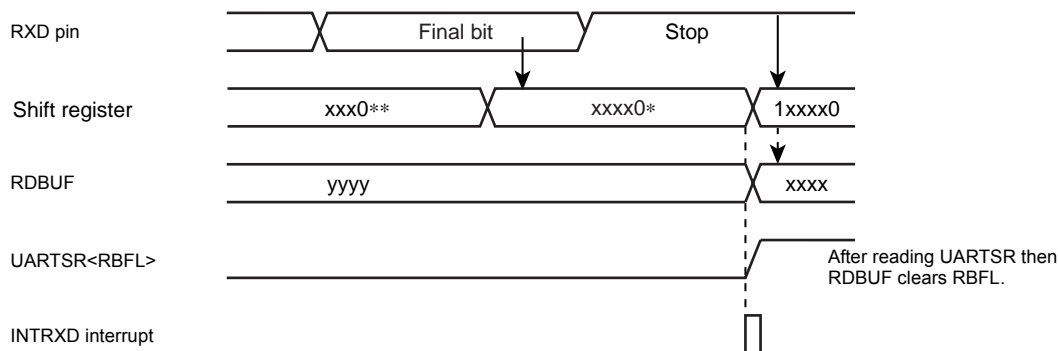 RXD pin Final bit Stop
Shift register xxx0** xxxx0* 1xxxx0
RDBUF yyyy xxxx
UARTSR<RBFL> After reading UARTSR then
RDBUF clears RBFL.
INTRXD interrupt